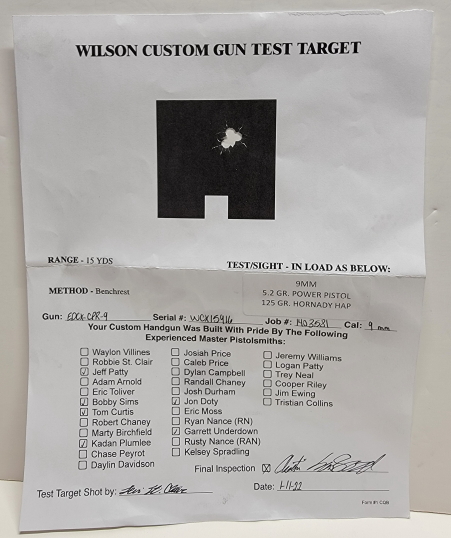 WILSON CUSTOM GUN TEST TARGET
RANGE - 15 YDS
TEST/SIGHT - IN LOAD AS BELOW:
METHOD - Benchrest
9MM
5.2 GR. POWER PISTOL
125 GR. HORNADY HAP
Gun: EDCX CPR-9 Serial #: WCX15916 Job #: 1103581 Cal: 9 mm
Your Custom Handgun Was Built With Pride By The Following
Experienced Master Pistolsmiths:
Waylon Villines
Robbie St. Clair
Jeff Patty
Adam Arnold
Eric Toliver
Bobby Sims
Tom Curtis
Robert Chaney
Marty Birchfield
Kadan Plumlee
Chase Peyrot
Daylin Davidson
Josiah Price
Caleb Price
Dylan Campbell
Randall Chaney
Josh Durham
Jon Doty
Eric Moss
Ryan Nance (RN)
Garrett Underdown
Rusty Nance (RAN)
Kelsey Spradling
Jeremy Williams
Logan Patty
Trey Neal
Cooper Riley
Jim Ewing
Tristian Collins
Final Inspection
Test Target Shot by:
Date: 1-11-22